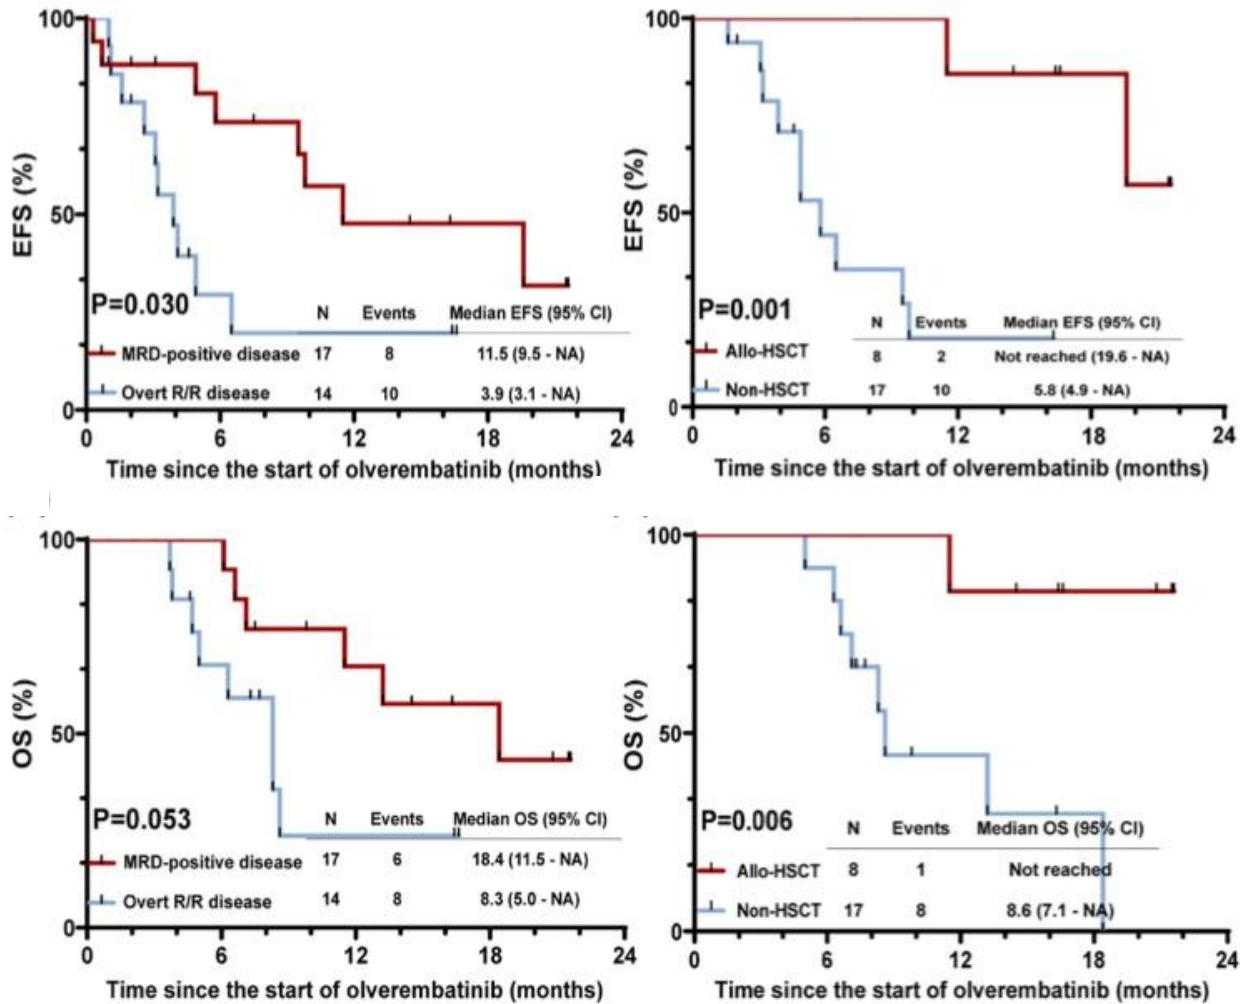 100
50
0
EFS (%)
P=0.030
N Events Median EFS (95% CI)
MRD-positive disease 17 8 11.5 (9.5 - NA)
Overt R/R disease 14 10 3.9 (3.1 - NA)
0 6 12 18 24
Time since the start of olverembatinib (months)
100
50
0
EFS (%)
P=0.001
N Events Median EFS (95% CI)
Allo-HSCT 8 2 Not reached (19.6 - NA)
Non-HSCT 17 10 5.8 (4.9 - NA)
0 6 12 18 24
Time since the start of olverembatinib (months)
100
50
0
OS (%)
P=0.053
N Events Median OS (95% CI)
MRD-positive disease 17 6 18.4 (11.5 - NA)
Overt R/R disease 14 8 8.3 (5.0 - NA)
0 6 12 18 24
Time since the start of olverembatinib (months)
100
50
0
OS (%)
P=0.006
N Events Median OS (95% CI)
Allo-HSCT 8 1 Not reached
Non-HSCT 17 8 8.6 (7.1 - NA)
0 6 12 18 24
Time since the start of olverembatinib (months)